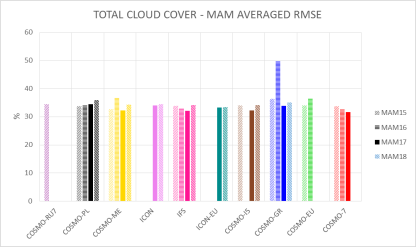 TOTAL CLOUD COVER - MAM AVERAGED RMSE
60
50
40
30
20
10
0
%
COSMO-RU7
COSMO-PL
COSMO-ME
ICON
IFS
ICON-EU
COSMO-I5
COSMO-GR
COSMO-EU
COSMO-7
MAM15
MAM16
MAM17
MAM18